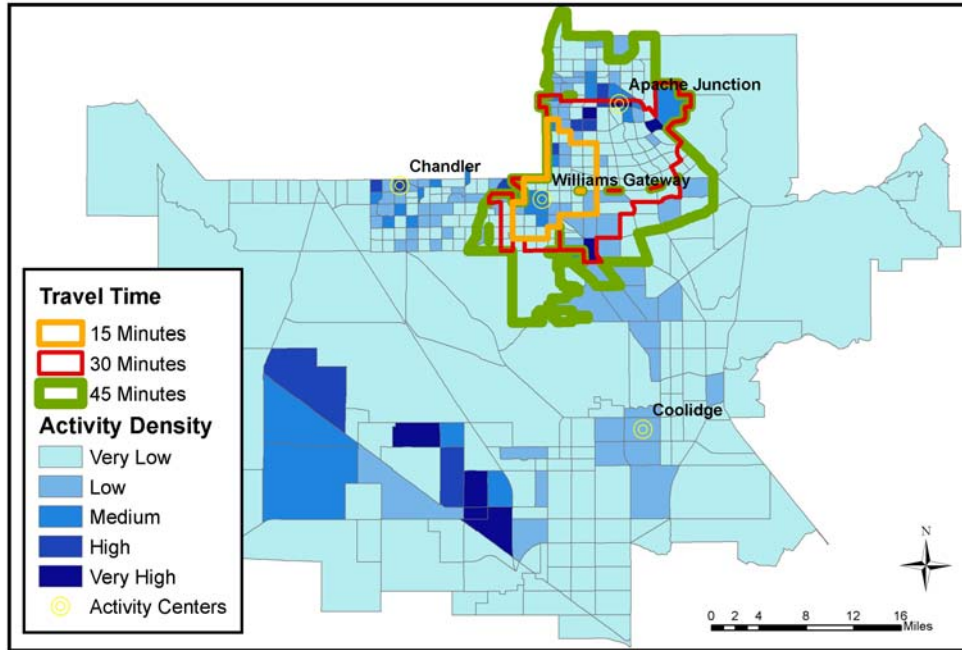 Apache Junction
Chandler
Williams Gateway
Travel Time
15 Minutes
30 Minutes
45 Minutes
Activity Density
Very Low
Low
Medium
High
Very High
Activity Centers
Coolidge
N
0 2 4 8 12 16
Miles